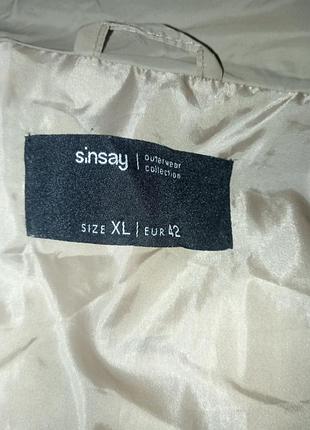 sinsay | outerwear
collection
SIZE XL | EUR 42